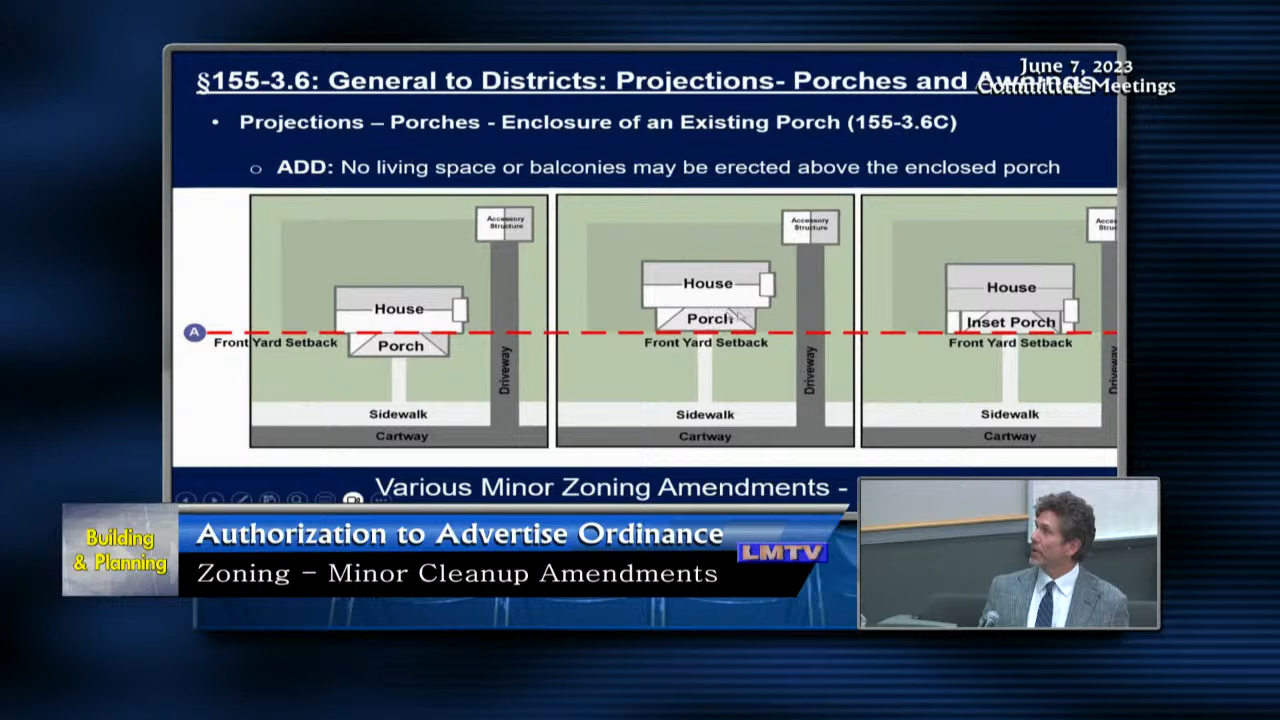 §155-3.6: General to Districts: Projections- Porches and Awnings
June 7, 2023
Committee Meetings
• Projections – Porches - Enclosure of an Existing Porch (155-3.6C)
o ADD: No living space or balconies may be erected above the enclosed porch
Accessory
Structure
House
A
Front Yard Setback
Porch
Driveway
Sidewalk
Cartway
Accessory
Structure
House
Porch
Front Yard Setback
Driveway
Sidewalk
Cartway
House
Inset Porch
Front Yard Setback
Sidewalk
Cartway
Various Minor Zoning Amendments -
Building
& Planning
Authorization to Advertise Ordinance
Zoning – Minor Cleanup Amendments
LMTV